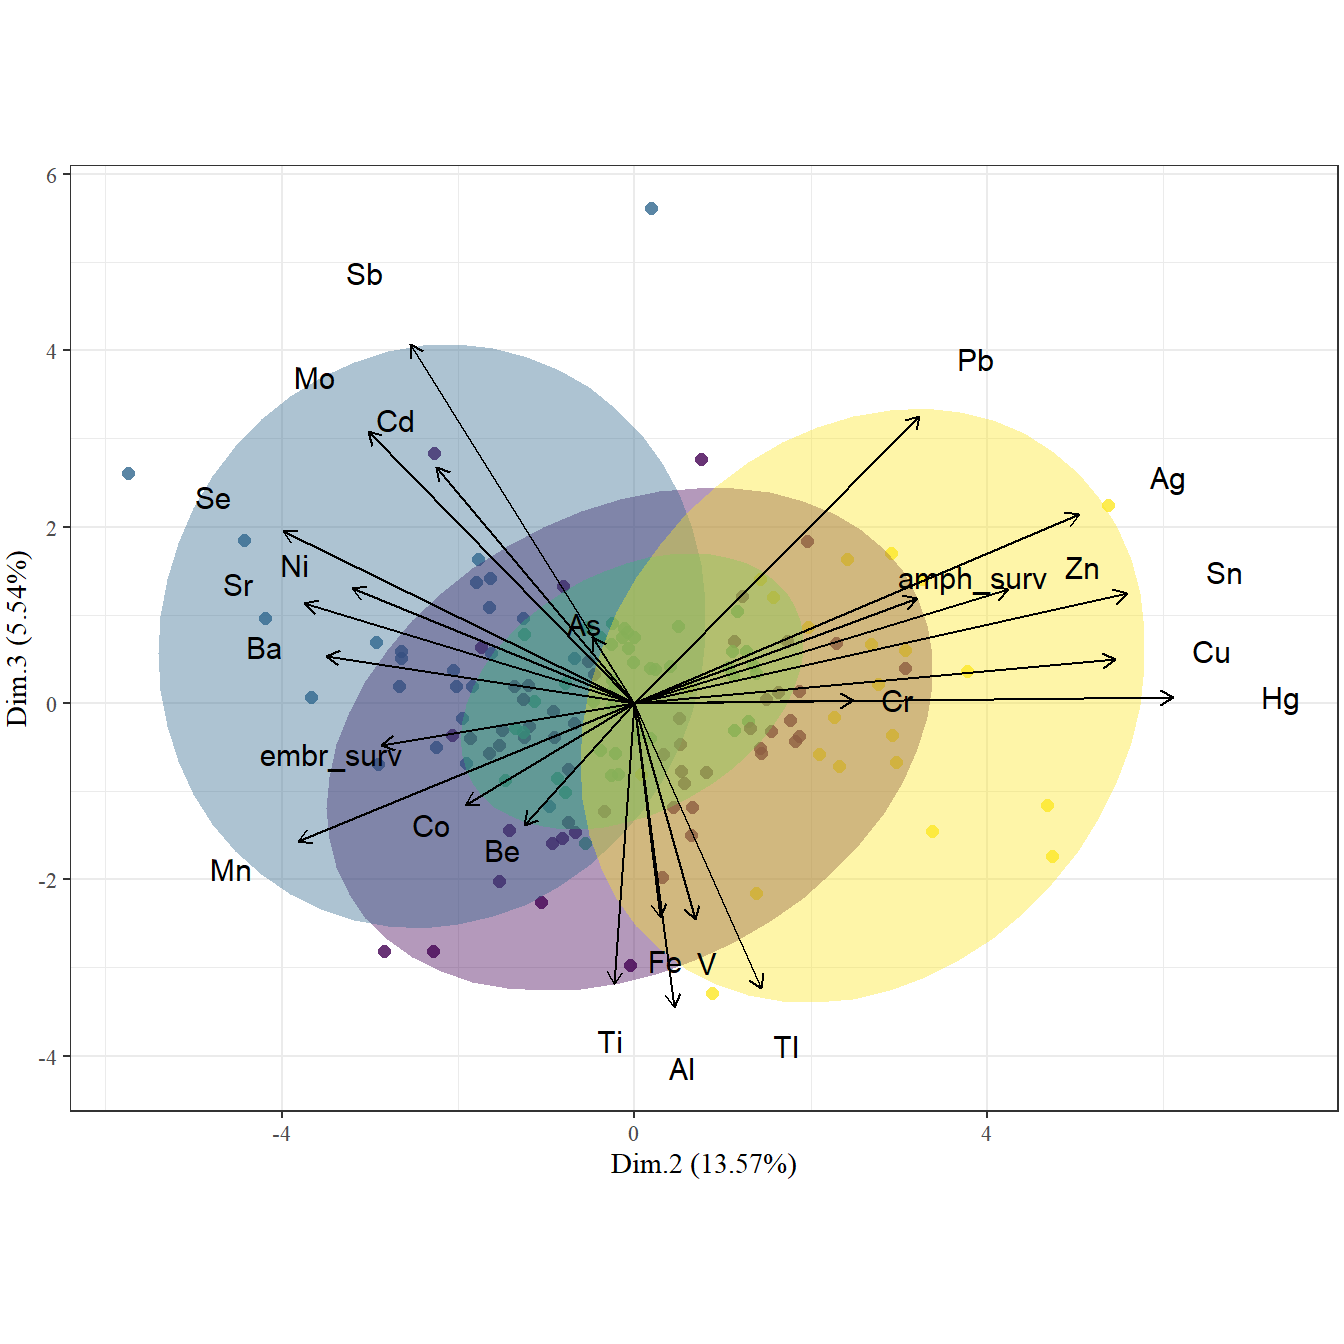 6
Sb
4
Pb
Mo
Cd
Ag
Se
2
Ni
Zn
Sn
Sr
amph_surv
As
Ba
Cu
0
Cr
Hg
embr_surv
Co
Be
Mn
-2
Fe
V
Ti
Tl
Al
-4
-4
0
4
Dim.2 (13.57%)
Dim.3 (5.54%)